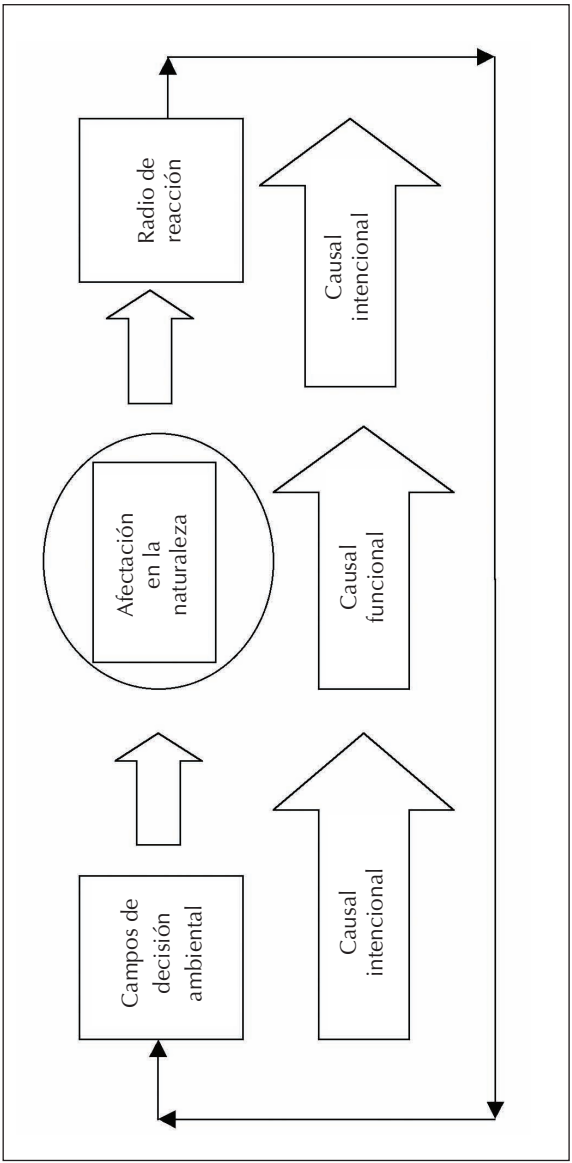 Campos de
decisión
ambiental
Afectación
en la
naturaleza
Radio de
reacción
Causal
intencional
Causal
funcional
Causal
intencional